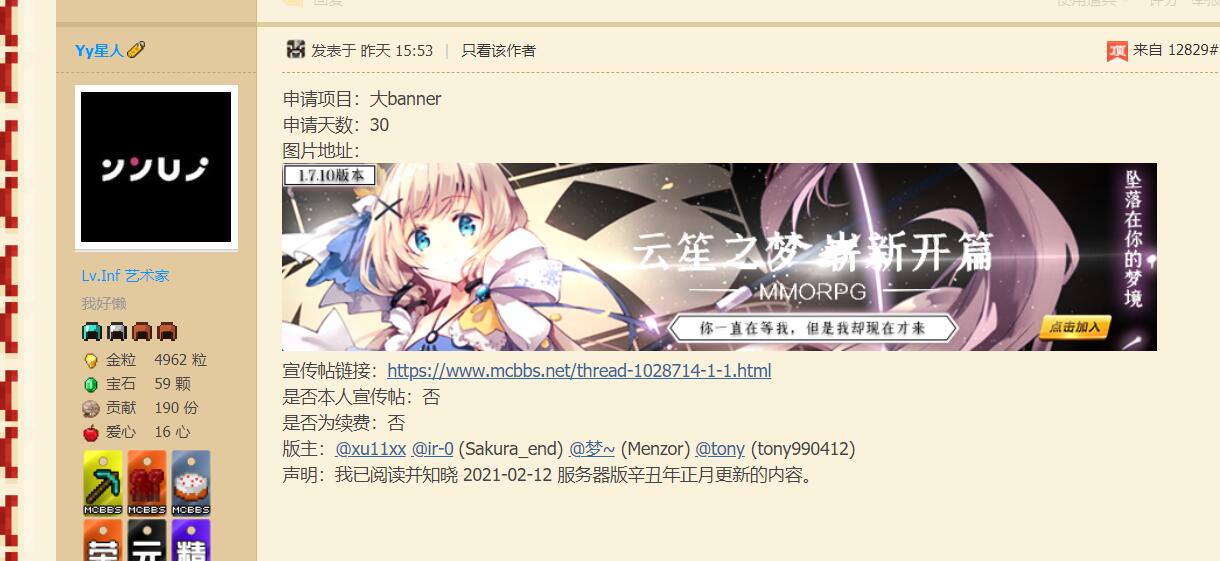 回复
Yy星人
发表于 昨天 15:53 | 只看该作者
顶
来自 12829#
申请项目：大banner
申请天数：30
图片地址：
1.7.10版本
云笙之梦 崭新开篇
MMORPG
你一直在等我，但是我却现在才来
坠落在你的梦境
点击加入
Lv.Inf 艺术家
我好懒
金粒 4962 粒
宝石 59 颗
贡献 190 份
爱心 16 心
MCBBS MCBBS MCBBS
荣 元 精
宣传帖链接：https://www.mcbbs.net/thread-1028714-1-1.html
是否本人宣传帖：否
是否为续费：否
版主：@xu11xx @ir-0 (Sakura_end) @梦~ (Menzor) @tony (tony990412)
声明：我已阅读并知晓 2021-02-12 服务器版辛丑年正月更新的内容。